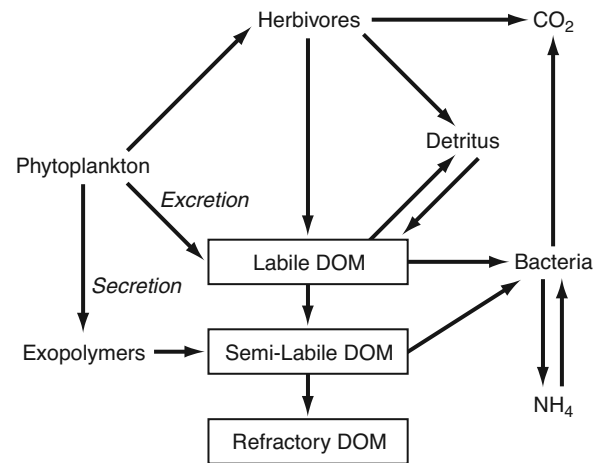 Herbivores
CO₂
Detritus
Phytoplankton
Excretion
Labile DOM
Bacteria
Secretion
Exopolymers
Semi-Labile DOM
NH₄
Refractory DOM